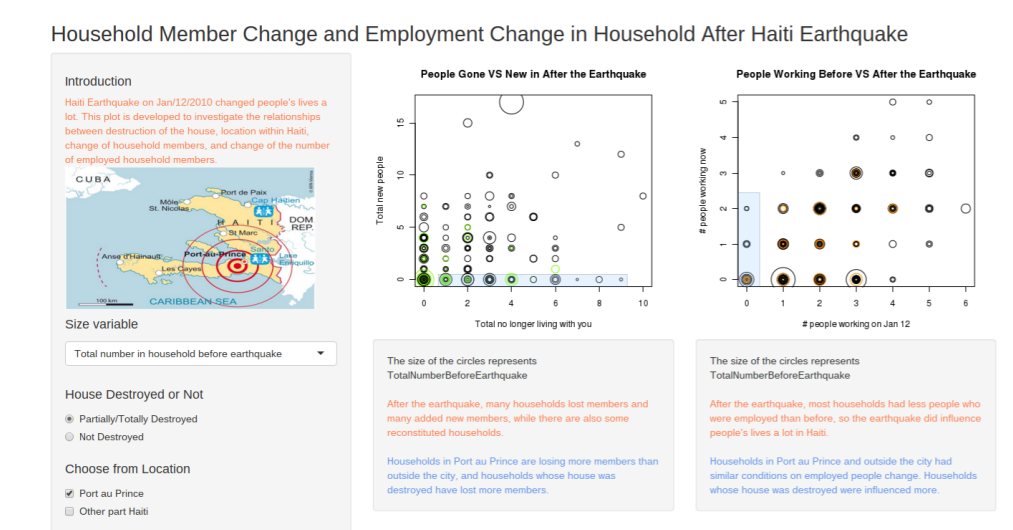 Household Member Change and Employment Change in Household After Haiti Earthquake
Introduction
Haiti Earthquake on Jan/12/2010 changed people's lives a
lot. This plot is developed to investigate the relationships
between destruction of the house, location within Haiti,
change of household members, and change of the number
of employed household members.
CUBA
Port de Paix
Môle
St. Nicolas
Cap Haïtien
HAITI
DOM
REP.
St Marc
Port-au-Prince
Santo
Anse d'Hainault
Lake
Enriquillo
Les Cayes
100 km
CARIBBEAN SEA
Size variable
Total number in household before earthquake
House Destroyed or Not
Partially/Totally Destroyed
Not Destroyed
Choose from Location
Port au Prince
Other part Haiti
People Gone VS New in After the Earthquake
Total new people
15
10
5
0
0 2 4 6 8 10
Total no longer living with you
The size of the circles represents
TotalNumberBeforeEarthquake
After the earthquake, many households lost members and
many added new members, while there are also some
reconstituted households.
Households in Port au Prince are losing more members than
outside the city, and households whose house was
destroyed have lost more members.
People Working Before VS After the Earthquake
# people working now
5
4
3
2
1
0
0 1 2 3 4 5 6
# people working on Jan 12
The size of the circles represents
TotalNumberBeforeEarthquake
After the earthquake, most households had less people who
were employed than before, so the earthquake did influence
people's lives a lot in Haiti.
Households in Port au Prince and outside the city had
similar conditions on employed people change. Households
whose house was destroyed were influenced more.